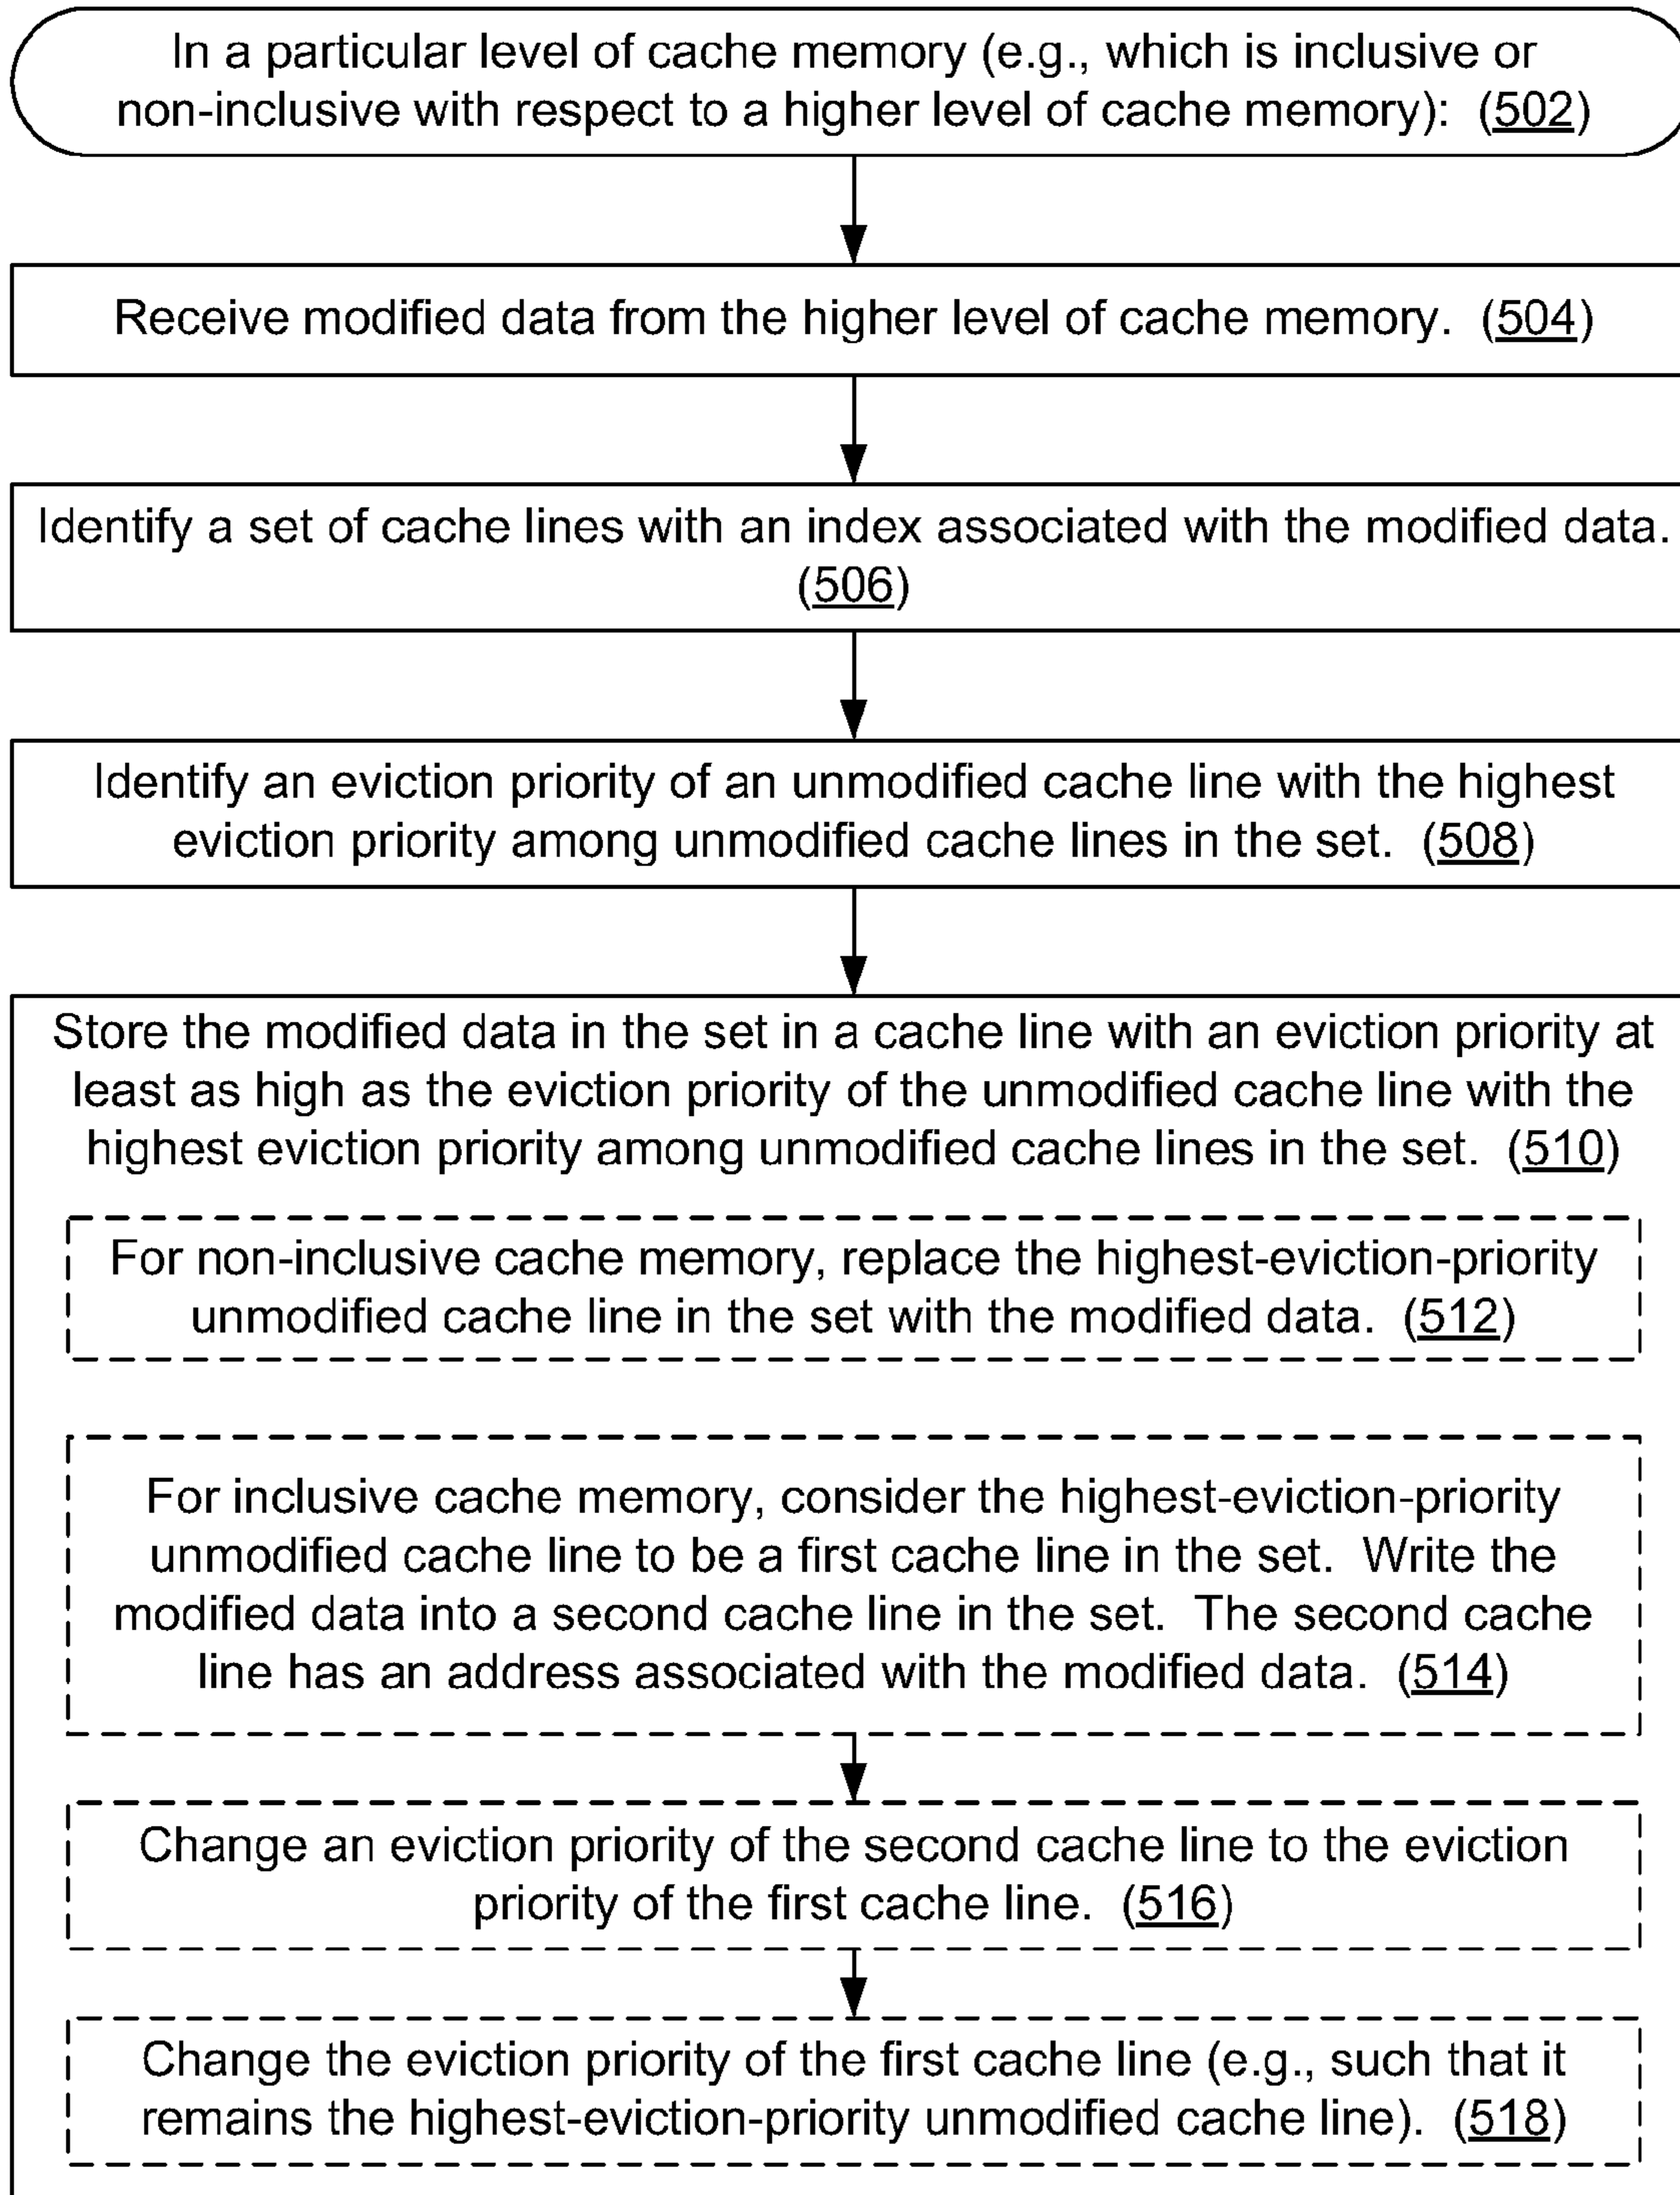 In a particular level of cache memory (e.g., which is inclusive or
non-inclusive with respect to a higher level of cache memory): (502)
Receive modified data from the higher level of cache memory. (504)
Identify a set of cache lines with an index associated with the modified data.
(506)
Identify an eviction priority of an unmodified cache line with the highest
eviction priority among unmodified cache lines in the set. (508)
Store the modified data in the set in a cache line with an eviction priority at
least as high as the eviction priority of the unmodified cache line with the
highest eviction priority among unmodified cache lines in the set. (510)
For non-inclusive cache memory, replace the highest-eviction-priority
unmodified cache line in the set with the modified data. (512)
For inclusive cache memory, consider the highest-eviction-priority
unmodified cache line to be a first cache line in the set. Write the
modified data into a second cache line in the set. The second cache
line has an address associated with the modified data. (514)
Change an eviction priority of the second cache line to the eviction
priority of the first cache line. (516)
Change the eviction priority of the first cache line (e.g., such that it
remains the highest-eviction-priority unmodified cache line). (518)